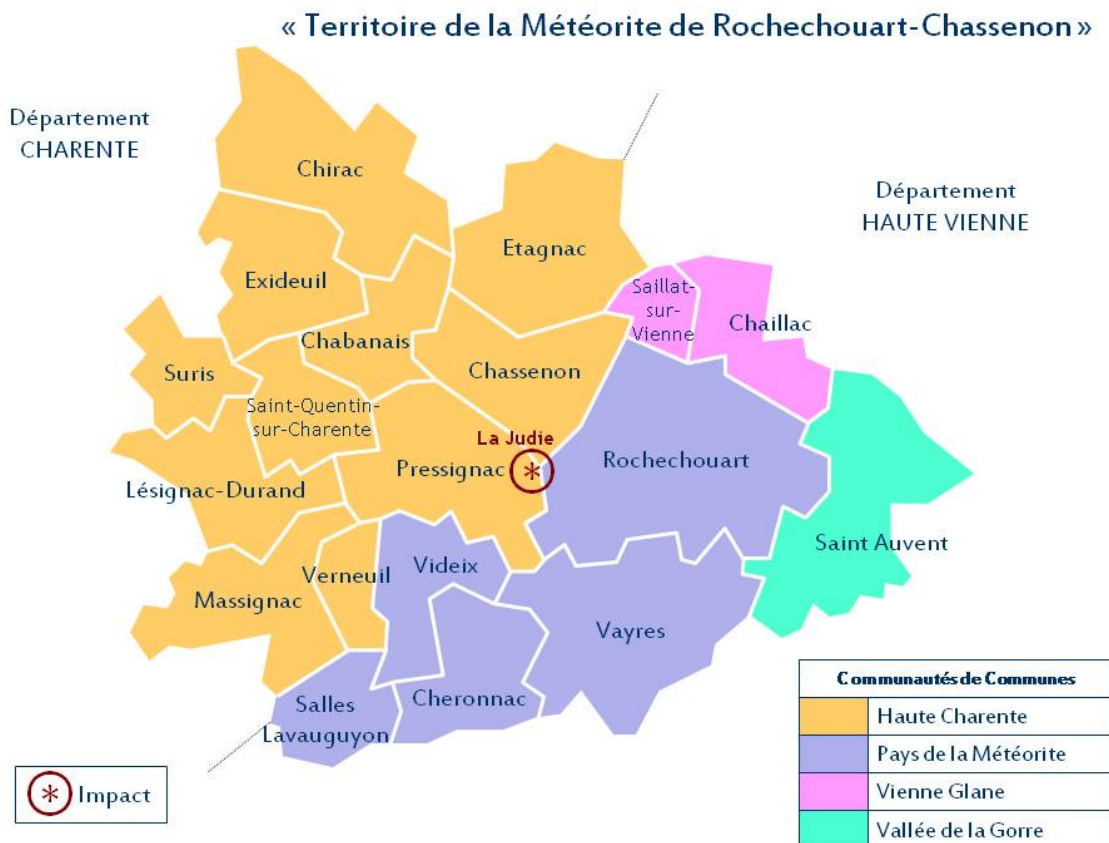 « Territoire de la Météorite de Rochechouart-Chassenon »
Département
CHARENTE
Chirac
Département
HAUTE VIENNE
Etagnac
Exideuil
Saillat-
sur-
Vienne
Chaillac
Chabanais
Suris
Chassenon
Saint-Quentin-
sur-Charente
La Judie
Pressignac
*
Rochechouart
Lésignac-Durand
Saint Auvent
Videix
Verneuil
Massignac
Vayres
Salles
Lavauguyon
Cheronnac
Communautés de Communes
Haute Charente
Pays de la Météorite
Vienne Glane
Vallée de la Gorre
* Impact